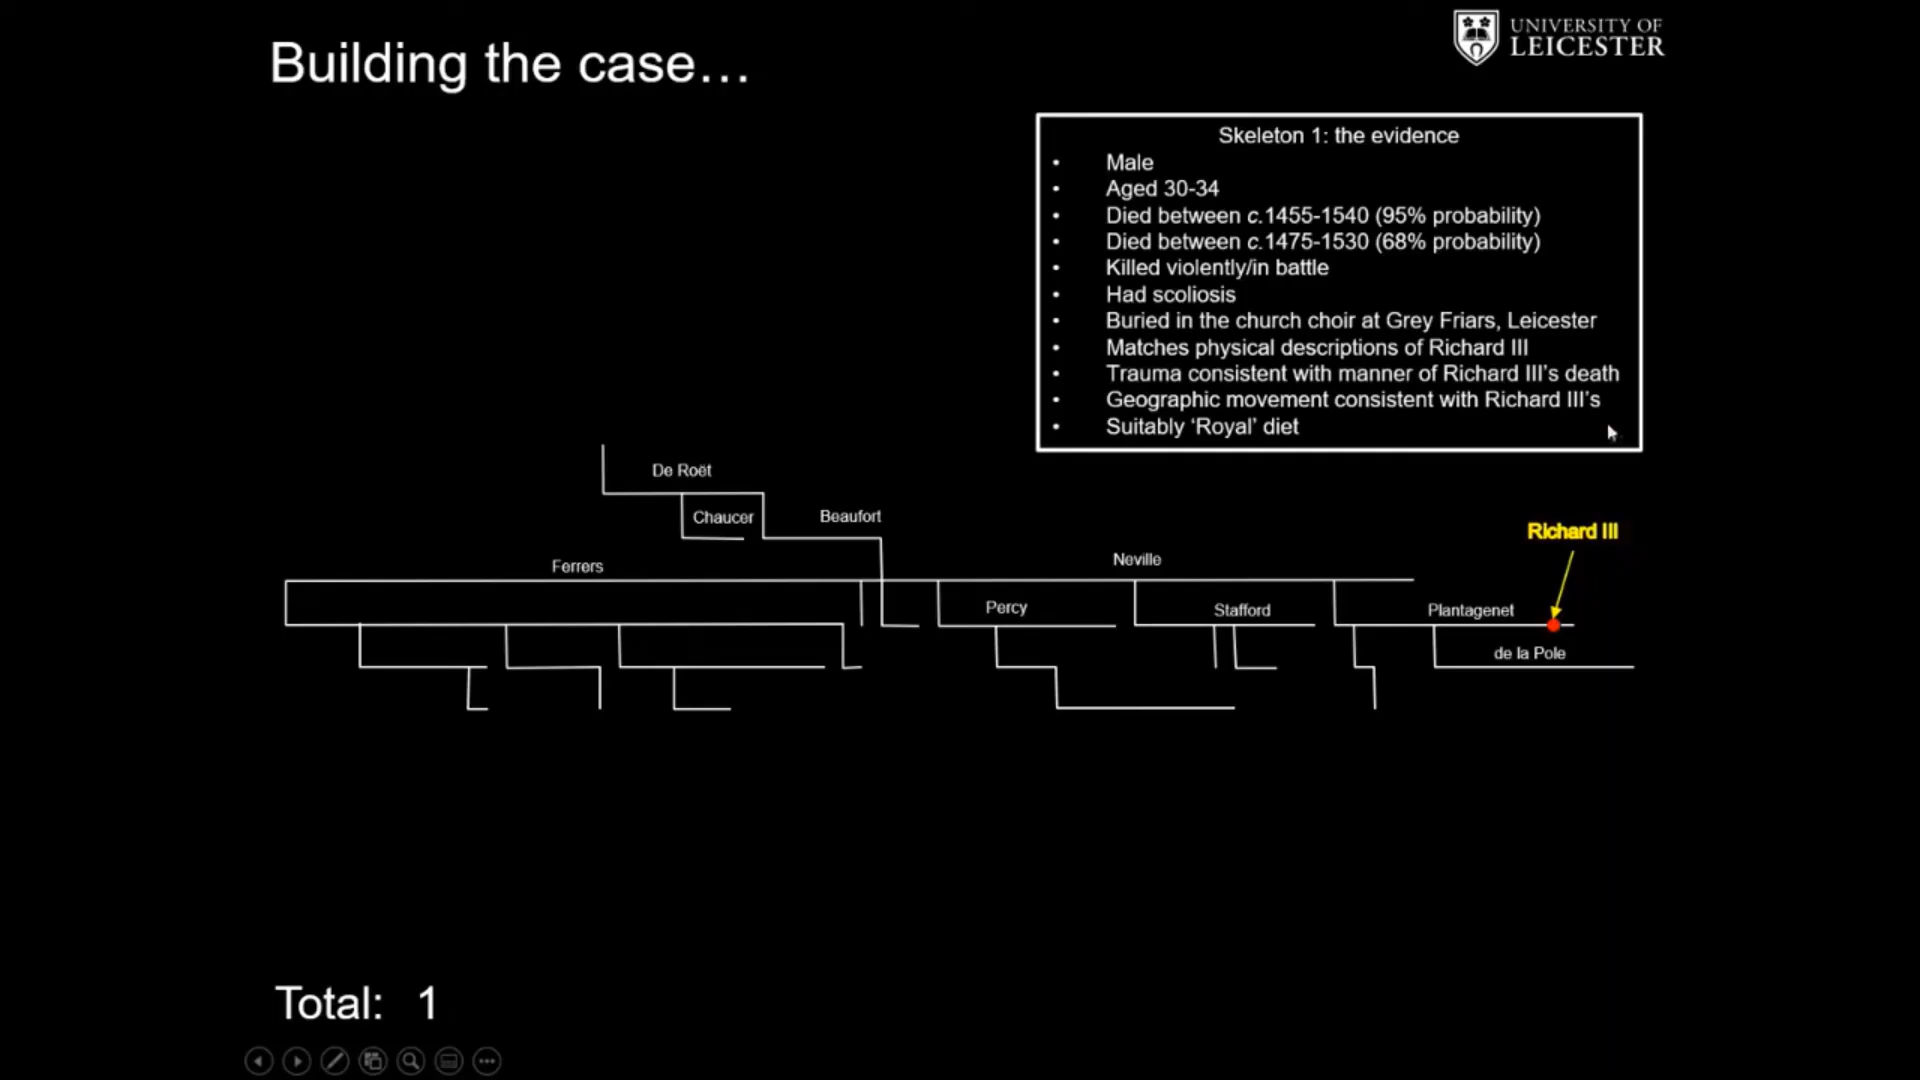 Building the case...
UNIVERSITY OF
LEICESTER
Skeleton 1: the evidence
• Male
• Aged 30-34
• Died between c.1455-1540 (95% probability)
• Died between c.1475-1530 (68% probability)
• Killed violently/in battle
• Had scoliosis
• Buried in the church choir at Grey Friars, Leicester
• Matches physical descriptions of Richard III
• Trauma consistent with manner of Richard III's death
• Geographic movement consistent with Richard III's
• Suitably ‘Royal’ diet
De Roët
Chaucer
Beaufort
Richard III
Ferrers
Neville
Percy
Stafford
Plantagenet
de la Pole
Total: 1